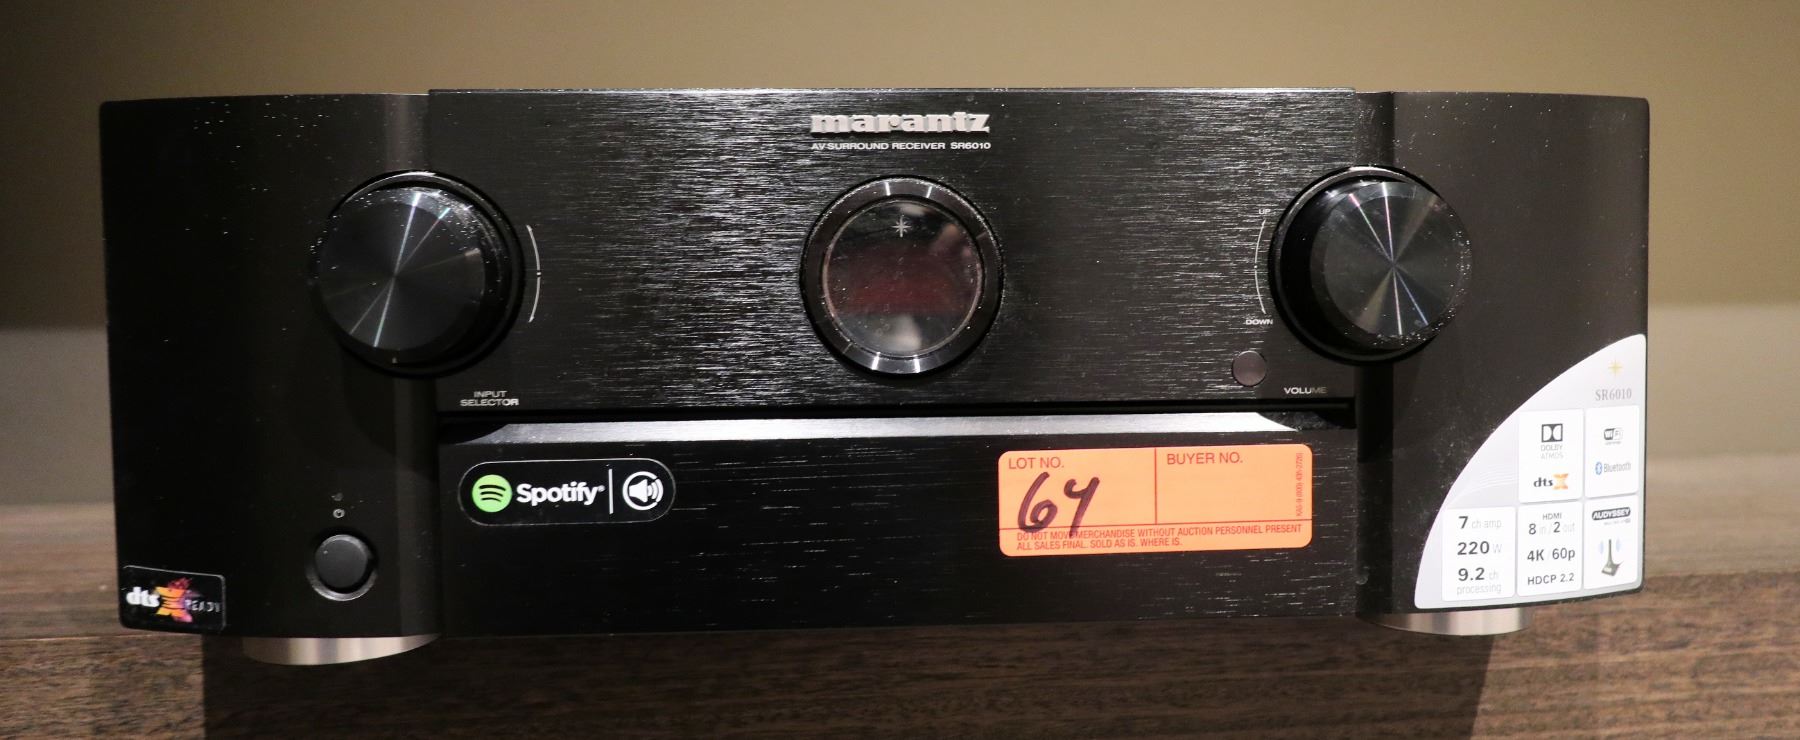 marantz
AV SURROUND RECEIVER SR6010
UP
DOWN
INPUT
SELECTOR
VOLUME
Spotify
LOT NO.
64
BUYER NO.
DO NOT MOVE MERCHANDISE WITHOUT AUCTION PERSONNEL PRESENT
ALL SALES FINAL. SOLD AS IS. WHERE IS.
dts X READY
SR6010
DOLBY
ATMOS
dts X
WiFi
Bluetooth
7 ch amp.
220 W
9.2 ch
processing
HDMI
8 in / 2 out
4K / 60p
HDCP 2.2
AUDYSSEY